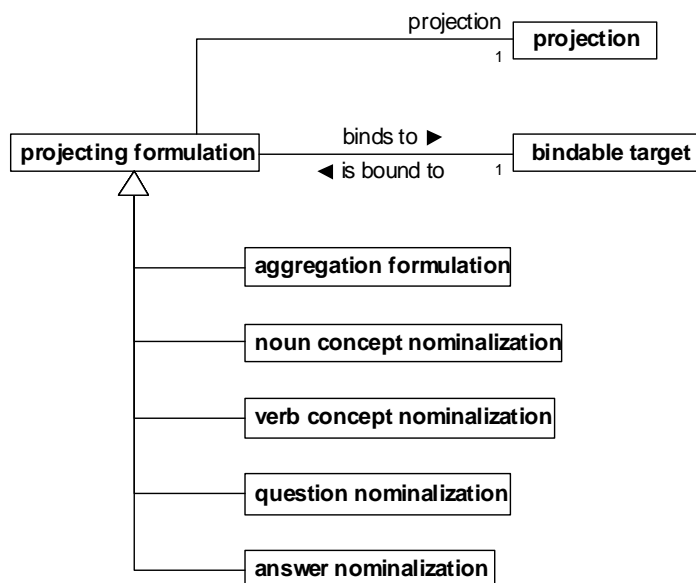 projection
projection
1
projecting formulation
binds to ►
bindable target
◄ is bound to
1
aggregation formulation
noun concept nominalization
verb concept nominalization
question nominalization
answer nominalization